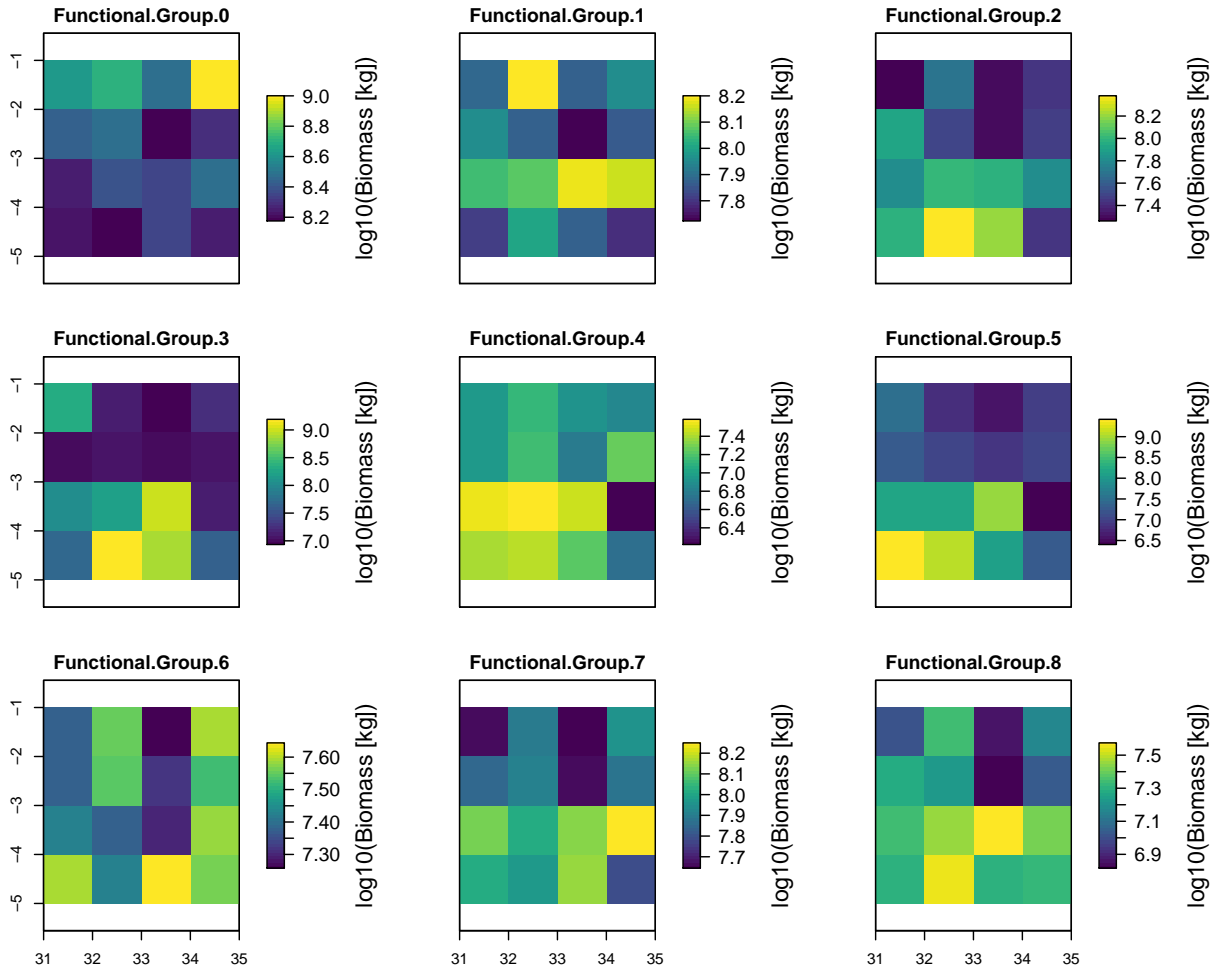 Functional.Group.0
Functional.Group.1
Functional.Group.2
-1
-2
-3
-4
-5
9.0
8.8
8.6
8.4
8.2
log10(Biomass [kg])
8.2
8.1
8.0
7.9
7.8
log10(Biomass [kg])
8.2
8.0
7.8
7.6
7.4
log10(Biomass [kg])
Functional.Group.3
Functional.Group.4
Functional.Group.5
-1
-2
-3
-4
-5
9.0
8.5
8.0
7.5
7.0
log10(Biomass [kg])
7.4
7.2
7.0
6.8
6.6
6.4
log10(Biomass [kg])
9.0
8.5
8.0
7.5
7.0
6.5
log10(Biomass [kg])
Functional.Group.6
Functional.Group.7
Functional.Group.8
-1
-2
-3
-4
-5
7.60
7.50
7.40
7.30
log10(Biomass [kg])
8.2
8.1
8.0
7.9
7.8
7.7
log10(Biomass [kg])
7.5
7.3
7.1
6.9
log10(Biomass [kg])
31 32 33 34 35
31 32 33 34 35
31 32 33 34 35